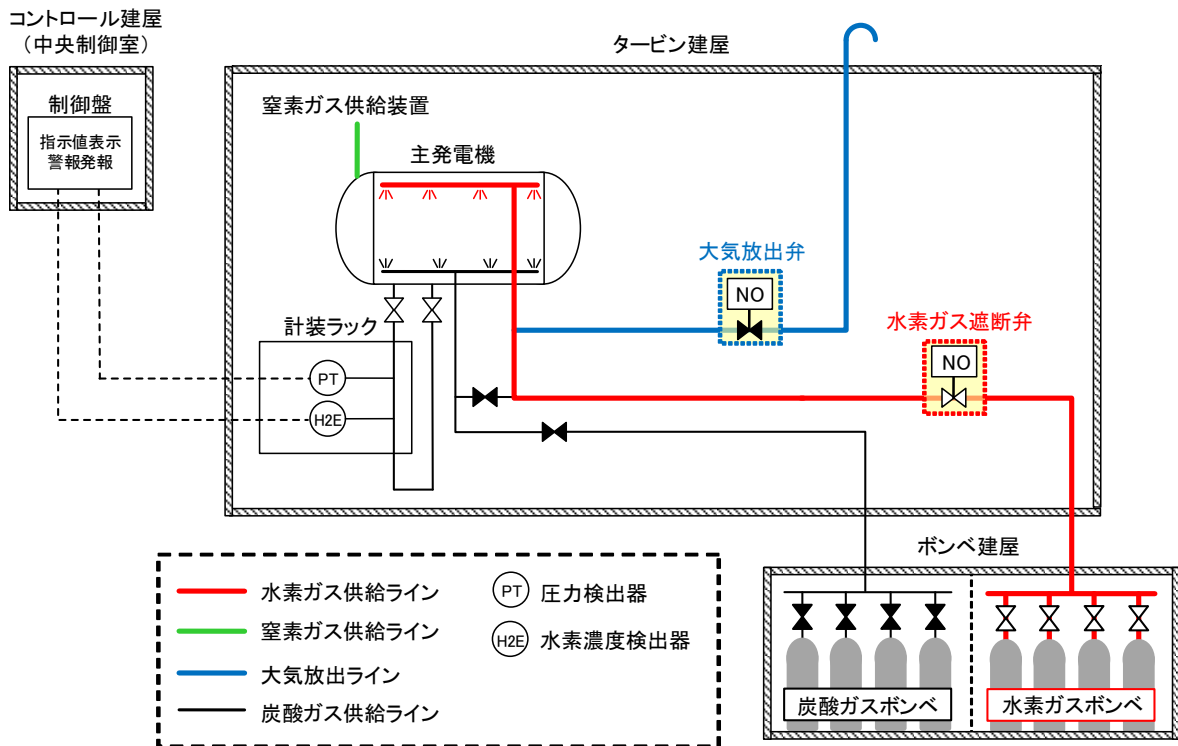 コントロール建屋
（中央制御室）
タービン建屋
制御盤
指示値表示
警報発報
窒素ガス供給装置
主発電機
大気放出弁
NO
水素ガス遮断弁
NO
計装ラック
PT
H2E
ボンベ建屋
水素ガス供給ライン
PT 圧力検出器
窒素ガス供給ライン
H2E 水素濃度検出器
大気放出ライン
炭酸ガス供給ライン
炭酸ガスボンベ
水素ガスボンベ